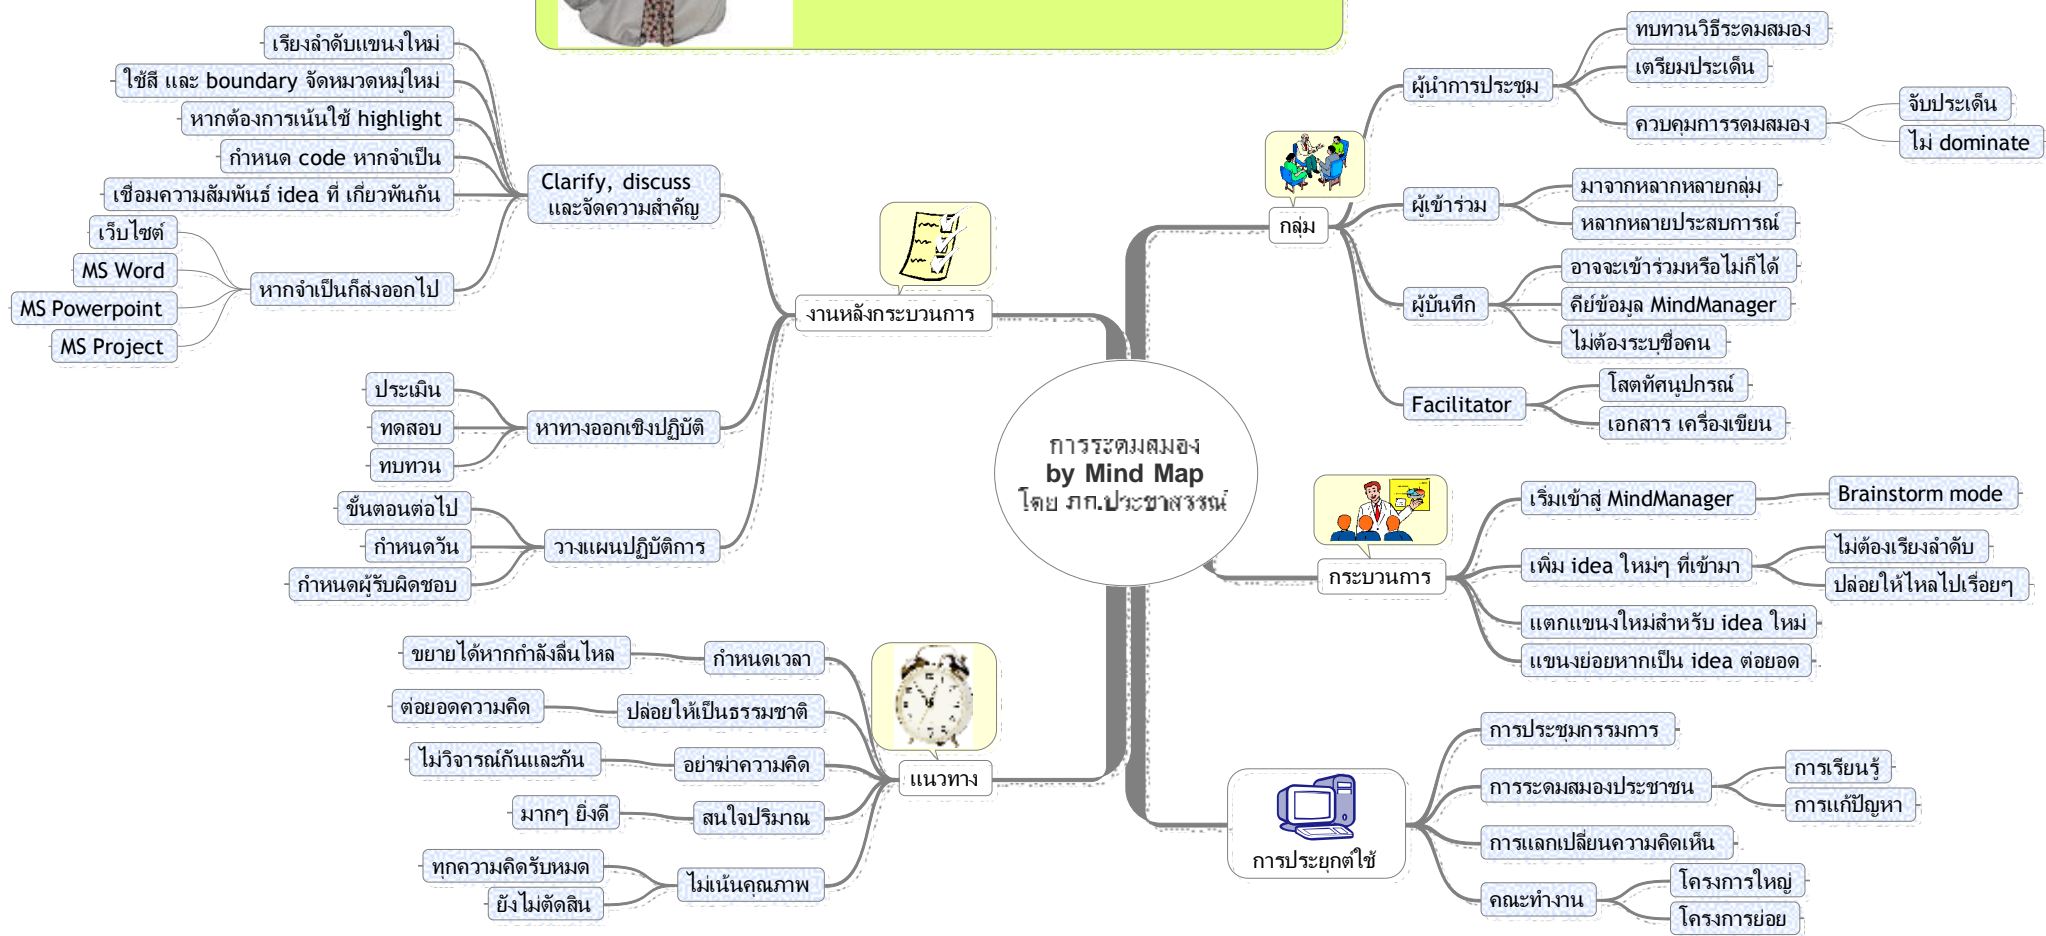 การระดมสมอง
by Mind Map
โดย ภก.ประชาสรรณ์
กลุ่ม
ผู้นำการประชุม
ทบทวนวิธีระดมสมอง
เตรียมประเด็น
ควบคุมการรดมสมอง
จับประเด็น
ไม่ dominate
ผู้เข้าร่วม
มาจากหลากหลายกลุ่ม
หลากหลายประสบการณ์
ผู้บันทึก
อาจจะเข้าร่วมหรือไม่ก็ได้
คีย์ข้อมูล MindManager
ไม่ต้องระบุชื่อคน
Facilitator
โสตทัศนูปกรณ์
เอกสาร เครื่องเขียน
กระบวนการ
เริ่มเข้าสู่ MindManager
Brainstorm mode
เพิ่ม idea ใหม่ๆ ที่เข้ามา
ไม่ต้องเรียงลำดับ
ปล่อยให้ไหลไปเรื่อยๆ
แตกแขนงใหม่สำหรับ idea ใหม่
แขนงย่อยหากเป็น idea ต่อยอด
การประยุกต์ใช้
การประชุมกรรมการ
การระดมสมองประชาชน
การเรียนรู้
การแก้ปัญหา
การแลกเปลี่ยนความคิดเห็น
คณะทำงาน
โครงการใหญ่
โครงการย่อย
งานหลังกระบวนการ
Clarify, discuss
และจัดความสำคัญ
เรียงลำดับแขนงใหม่
ใช้สี และ boundary จัดหมวดหมู่ใหม่
หากต้องการเน้นใช้ highlight
กำหนด code หากจำเป็น
เชื่อมความสัมพันธ์ idea ที่ เกี่ยวพันกัน
หากจำเป็นก็ส่งออกไป
เว็บไซต์
MS Word
MS Powerpoint
MS Project
หาทางออกเชิงปฏิบัติ
ประเมิน
ทดสอบ
ทบทวน
วางแผนปฏิบัติการ
ขั้นตอนต่อไป
กำหนดวัน
กำหนดผู้รับผิดชอบ
แนวทาง
กำหนดเวลา
ขยายได้หากกำลังลื่นไหล
ปล่อยให้เป็นธรรมชาติ
ต่อยอดความคิด
อย่าฆ่าความคิด
ไม่วิจารณ์กันและกัน
สนใจปริมาณ
มากๆ ยิ่งดี
ไม่เน้นคุณภาพ
ทุกความคิดรับหมด
ยังไม่ตัดสิน